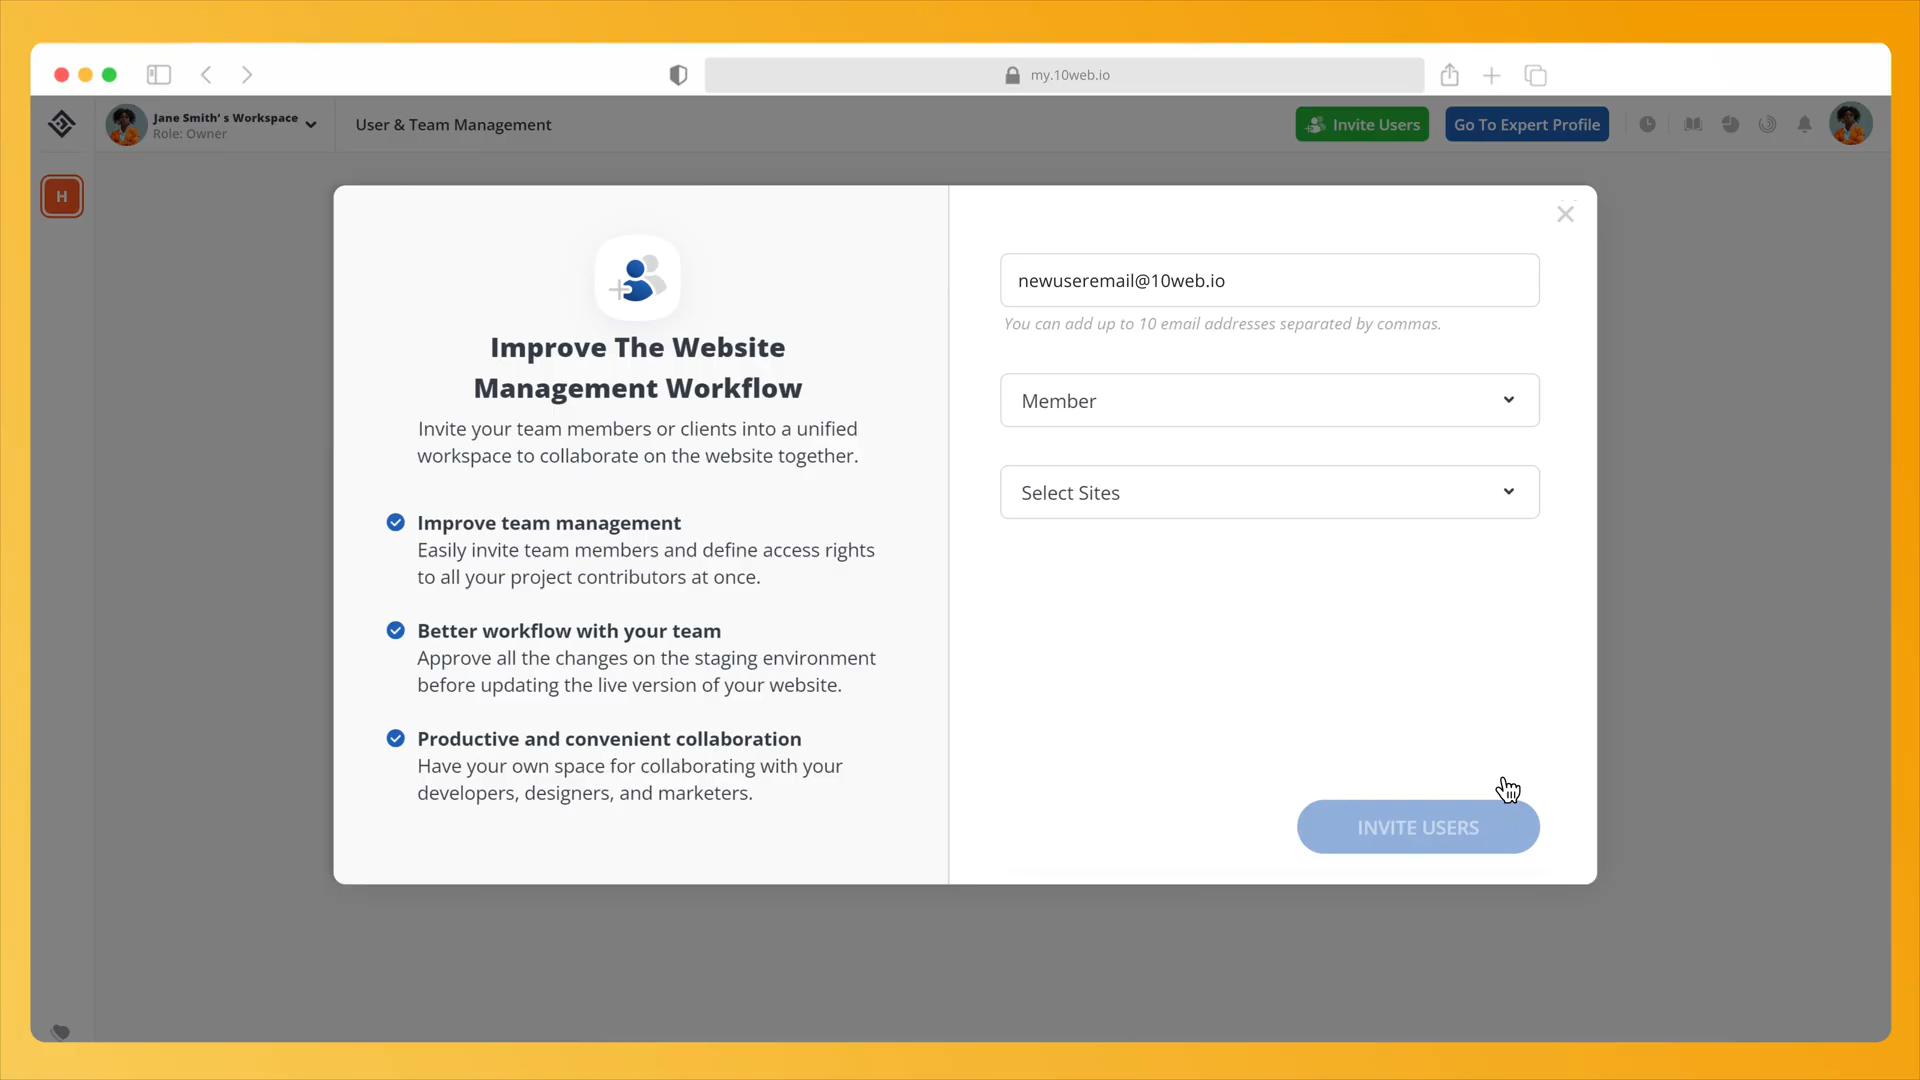 my.10web.io
Jane Smith' s Workspace
Role: Owner
User & Team Management
Invite Users
Go To Expert Profile
H
Improve The Website
Management Workflow
Invite your team members or clients into a unified
workspace to collaborate on the website together.
Improve team management
Easily invite team members and define access rights
to all your project contributors at once.
Better workflow with your team
Approve all the changes on the staging environment
before updating the live version of your website.
Productive and convenient collaboration
Have your own space for collaborating with your
developers, designers, and marketers.
newuseremail@10web.io
You can add up to 10 email addresses separated by commas.
Member
Select Sites
INVITE USERS